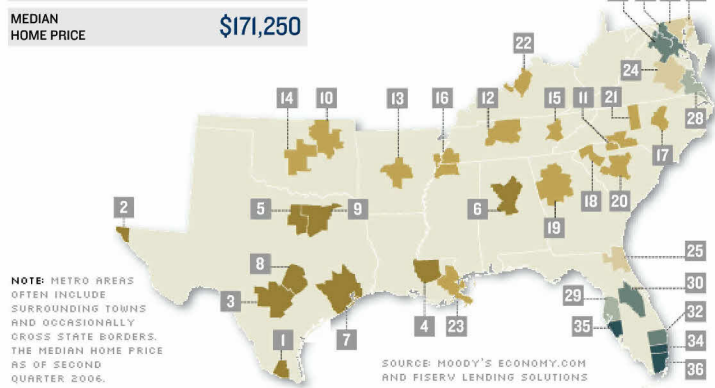 MEDIAN
HOME PRICE
$171,250
22
24
14
10
13
16
12
15
11
21
28
17
2
5
9
6
19
18
20
8
25
3
29
30
1
7
4
23
35
32
34
36
NOTE: METRO AREAS
OFTEN INCLUDE
SURROUNDING TOWNS
AND OCCASIONALLY
CROSS STATE BORDERS.
THE MEDIAN HOME PRICE
AS OF SECOND
QUARTER 2006.
SOURCE: MOODY'S ECONOMY.COM
AND FISERV LENDING SOLUTIONS